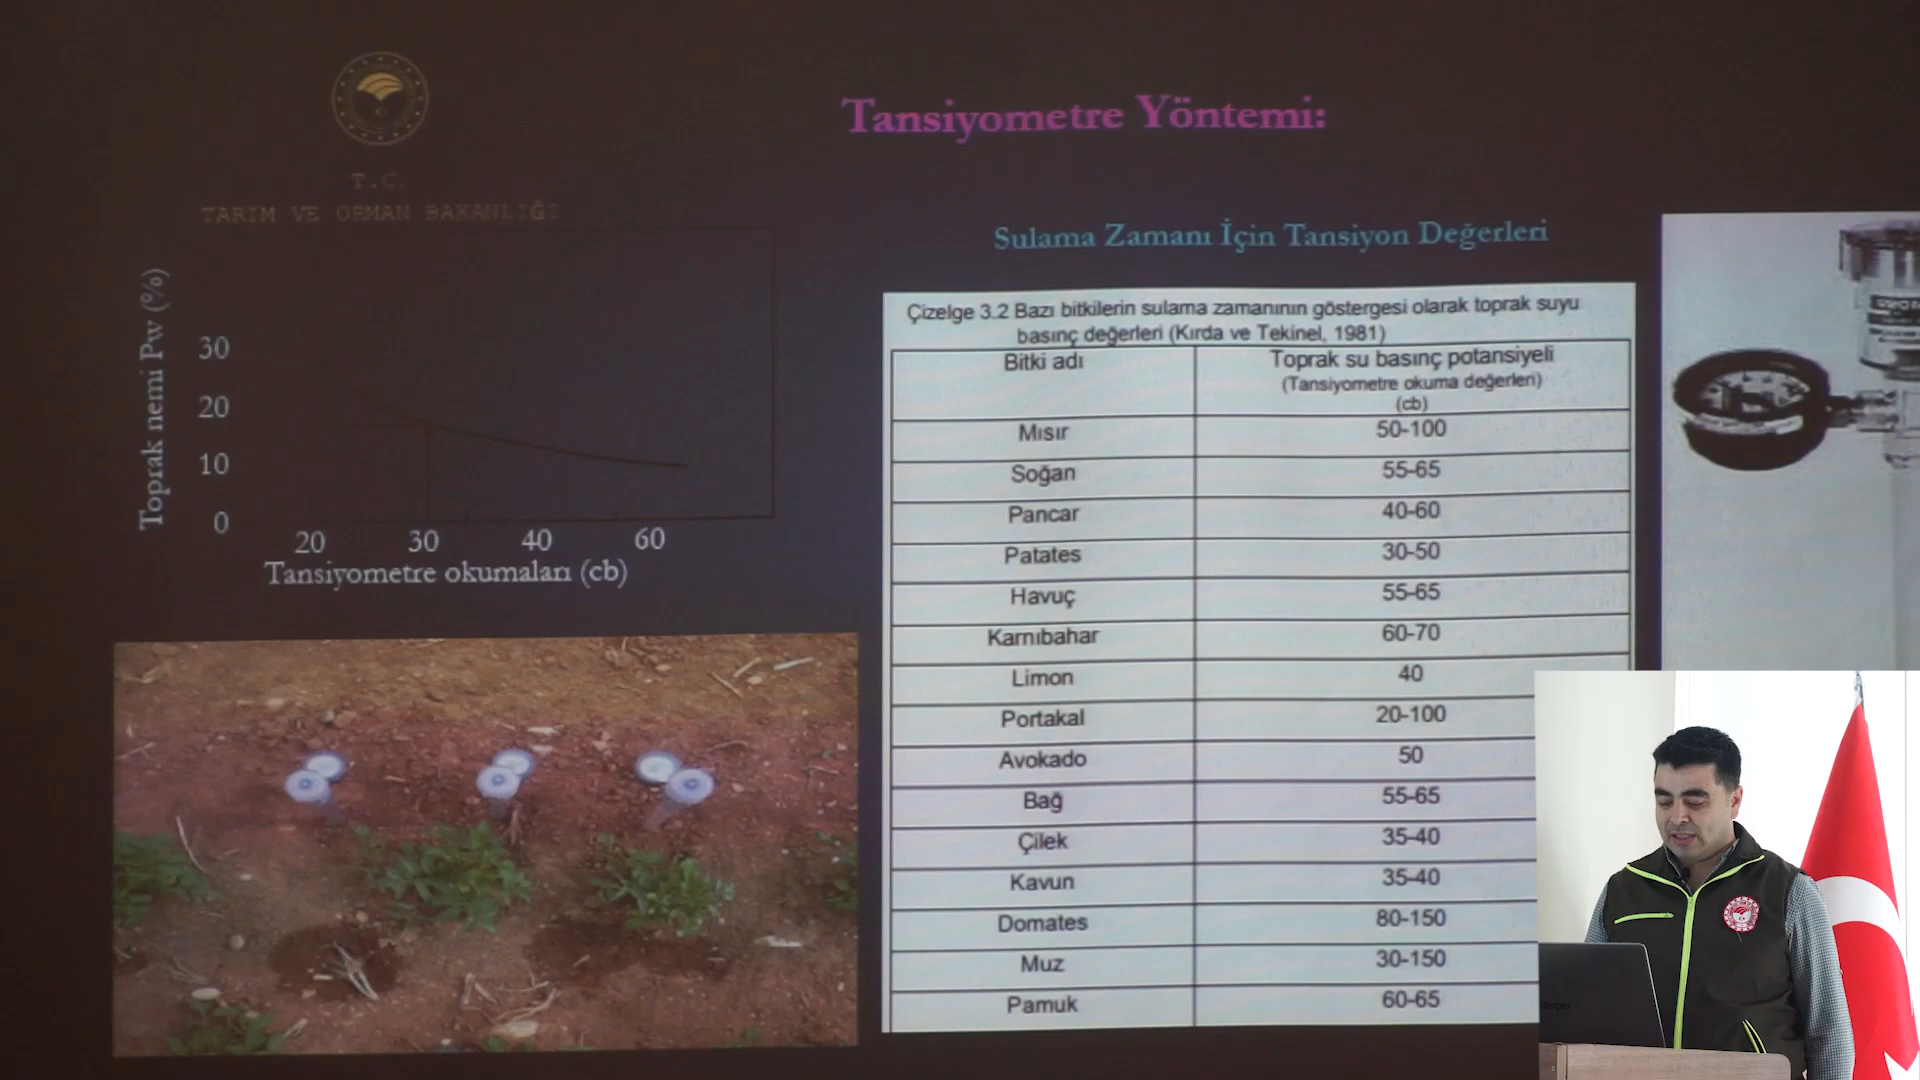 T.C.
TARIM VE ORMAN BAKANLIĞI
Tansiyometre Yöntemi:
Toprak nemi Pw (%)
30
20
10
0
20 30 40 60
Tansiyometre okumaları (cb)
Sulama Zamanı İçin Tansiyon Değerleri
Çizelge 3.2 Bazı bitkilerin sulama zamanının göstergesi olarak toprak suyu
basınç değerleri (Kırda ve Tekinel, 1981)
Bitki adı Toprak su basınç potansiyeli
(Tansiyometre okuma değerleri)
(cb)
Mısır 50-100
Soğan 55-65
Pancar 40-60
Patates 30-50
Havuç 55-65
Karnıbahar 60-70
Limon 40
Portakal 20-100
Avokado 50
Bağ 55-65
Çilek 35-40
Kavun 35-40
Domates 80-150
Muz 30-150
Pamuk 60-65